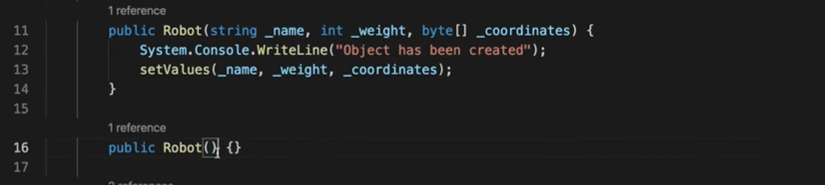 1 reference
11 public Robot(string _name, int _weight, byte[] _coordinates) {
12 System.Console.WriteLine("Object has been created");
13 setValues(_name, _weight, _coordinates);
14 }
15
1 reference
16 public Robot() {}
17